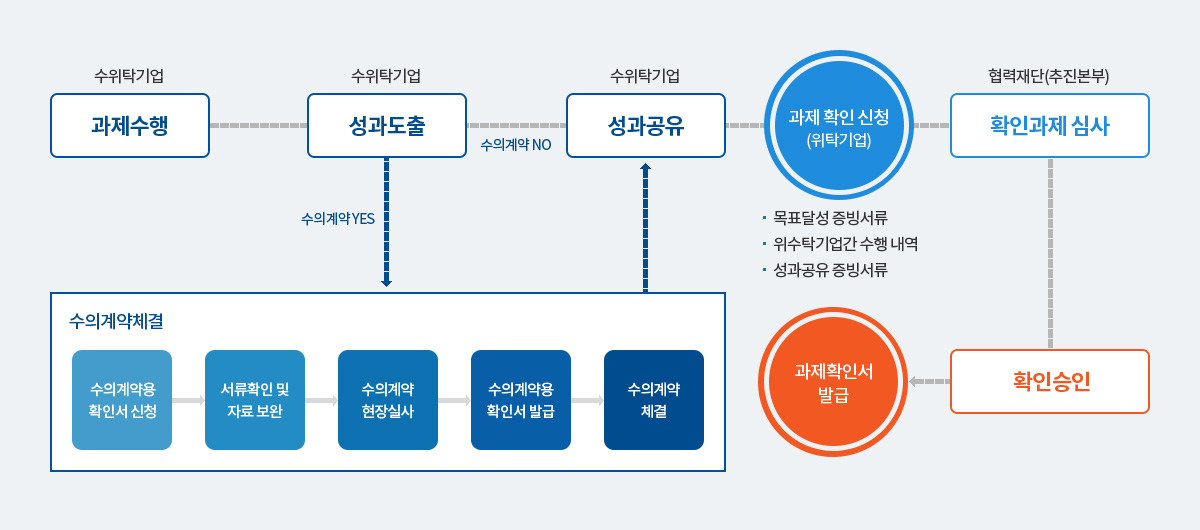 수위탁기업
과제수행
수위탁기업
성과도출
수의계약 NO
수위탁기업
성과공유
과제 확인 신청
(위탁기업)
협력재단(추진본부)
확인과제 심사
수의계약 YES
· 목표달성 증빙서류
· 위수탁기업간 수행 내역
· 성과공유 증빙서류
수의계약체결
수의계약용
확인서 신청
서류확인 및
자료 보완
수의계약
현장실사
수의계약용
확인서 발급
수의계약
체결
과제확인서
발급
확인승인